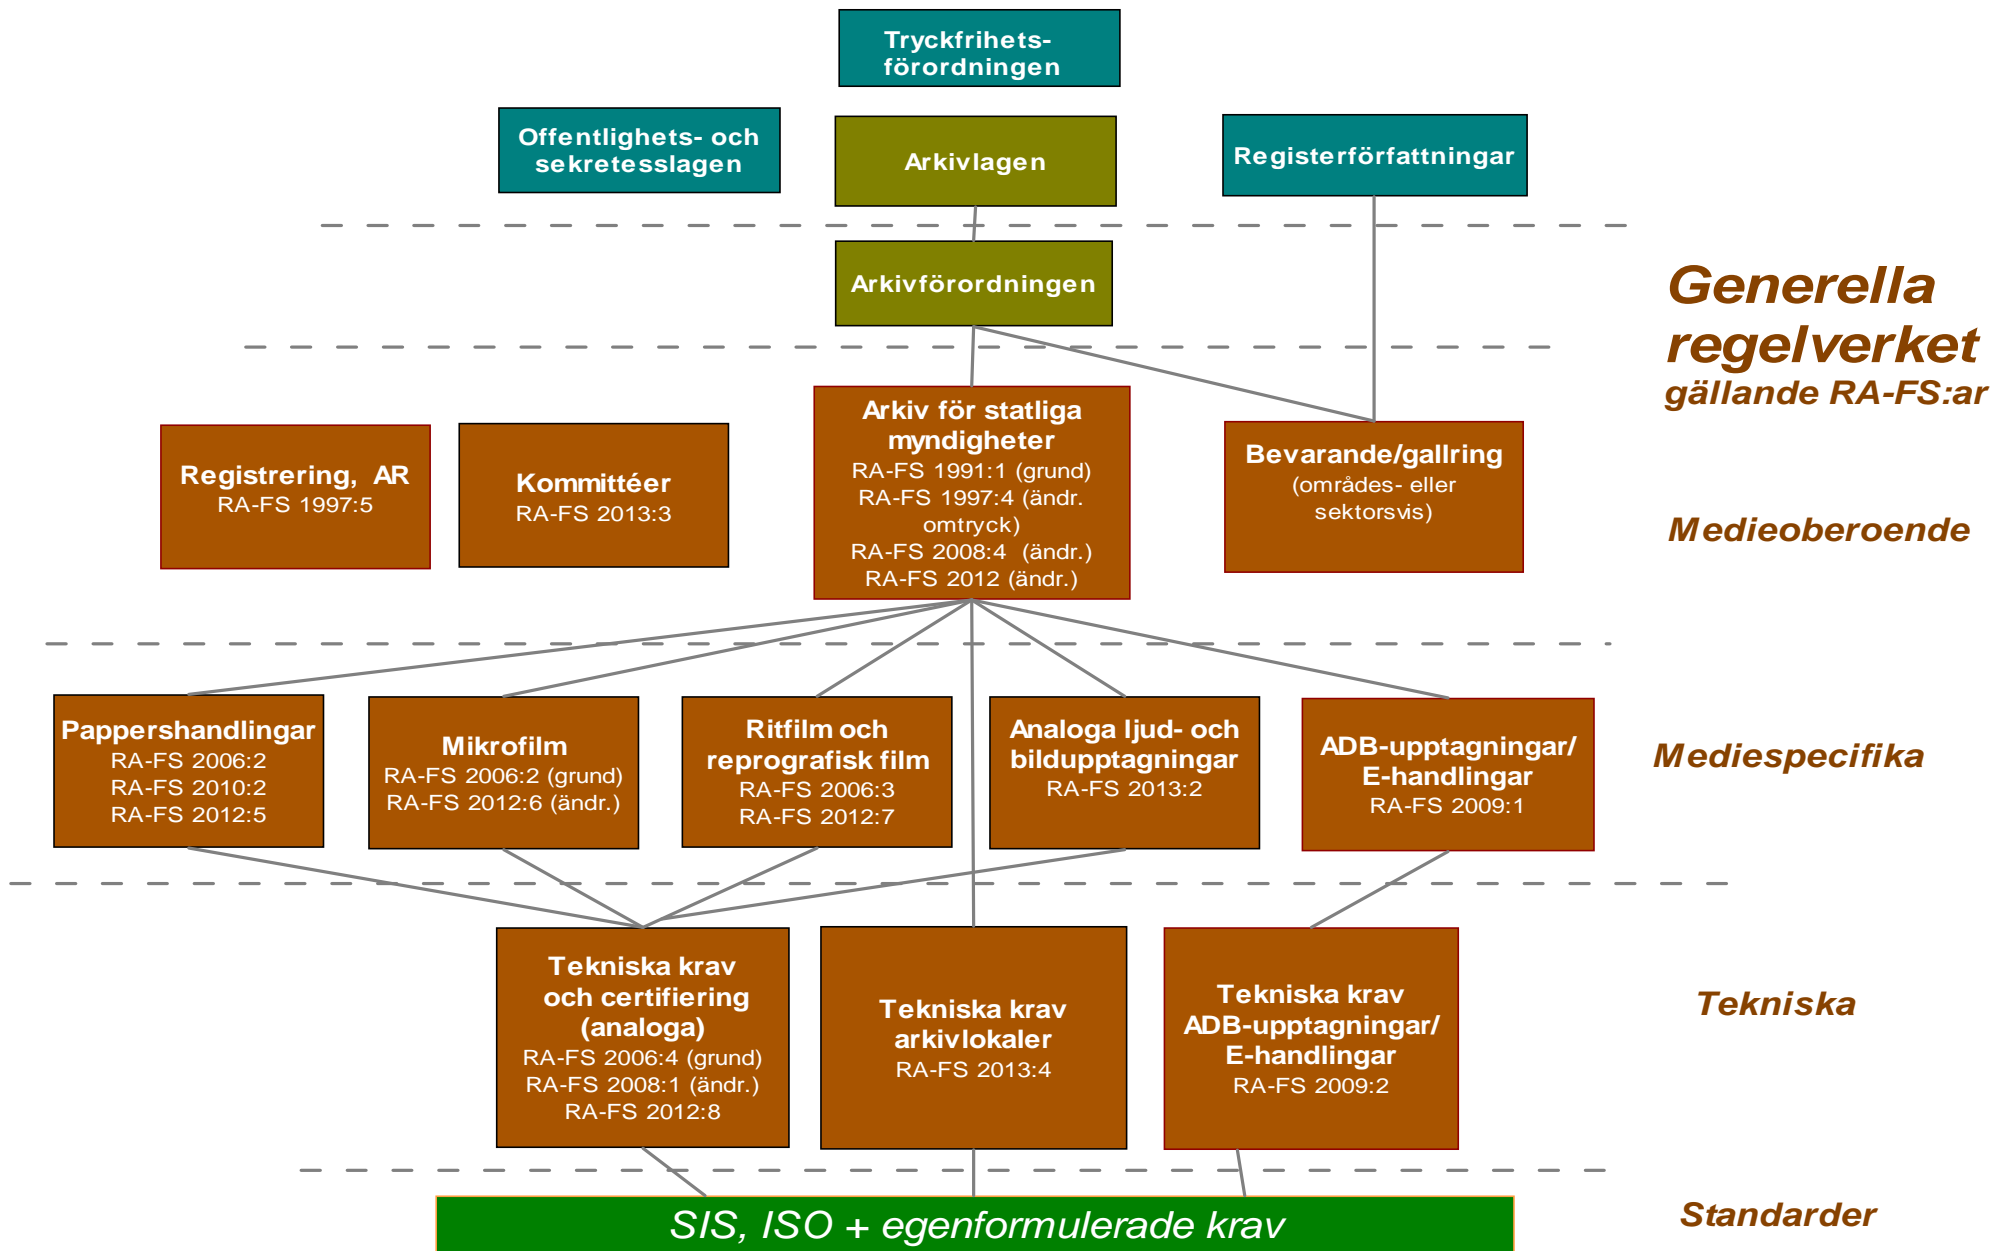 Tryckfrihets-
förordningen
Offentlighets- och
sekretesslagen
Arkivlagen
Registerförfattningar
Arkivförordningen
Generella
regelverket
gällande RA-FS:ar
Registrering, AR
RA-FS 1997:5
Kommittéer
RA-FS 2013:3
Arkiv för statliga
myndigheter
RA-FS 1991:1 (grund)
RA-FS 1997:4 (ändr.
omtryck)
RA-FS 2008:4 (ändr.)
RA-FS 2012 (ändr.)
Bevarande/gallring
(områdes- eller
sektorsvis)
Medieoberoende
Pappershandlingar
RA-FS 2006:2
RA-FS 2010:2
RA-FS 2012:5
Mikrofilm
RA-FS 2006:2 (grund)
RA-FS 2012:6 (ändr.)
Ritfilm och
reprografisk film
RA-FS 2006:3
RA-FS 2012:7
Analoga ljud- och
bildupptagningar
RA-FS 2013:2
ADB-upptagningar/
E-handlingar
RA-FS 2009:1
Mediespecifika
Tekniska krav
och certifiering
(analoga)
RA-FS 2006:4 (grund)
RA-FS 2008:1 (ändr.)
RA-FS 2012:8
Tekniska krav
arkivlokaler
RA-FS 2013:4
Tekniska krav
ADB-upptagningar/
E-handlingar
RA-FS 2009:2
Tekniska
SIS, ISO + egenformulerade krav
Standarder